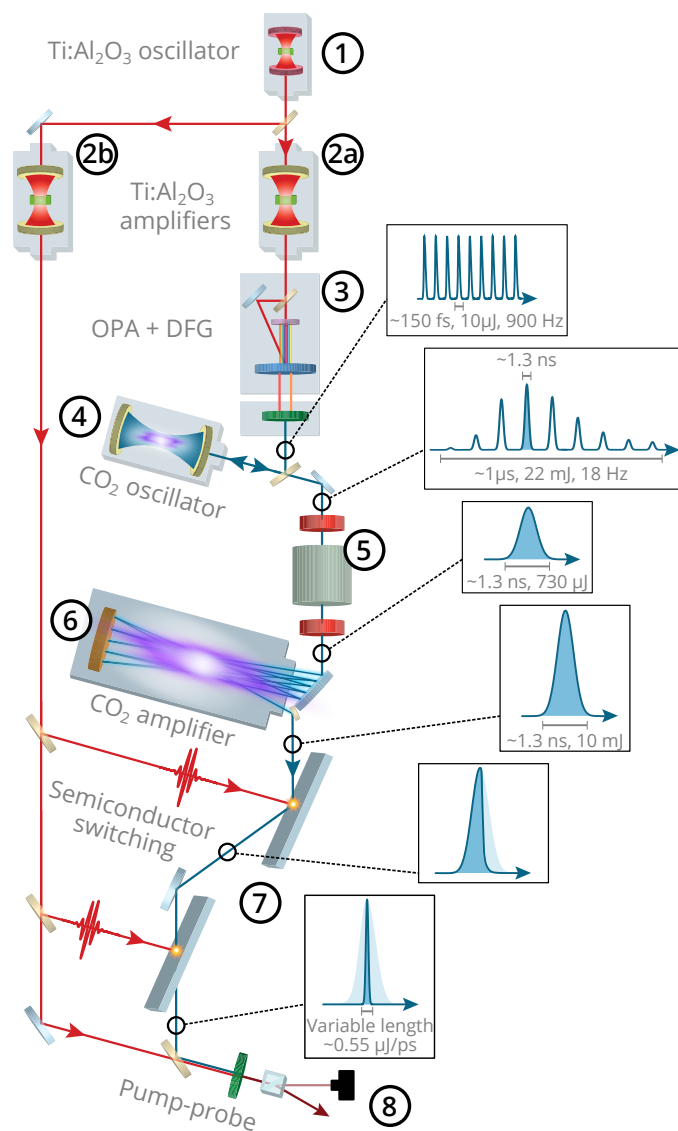 Ti:Al₂O₃ oscillator
1
2b
2a
Ti:Al₂O₃
amplifiers
3
OPA + DFG
~150 fs, 10µJ, 900 Hz
~1.3 ns
~1µs, 22 mJ, 18 Hz
4
CO₂ oscillator
5
~1.3 ns, 730 µJ
6
CO₂ amplifier
~1.3 ns, 10 mJ
Semiconductor
switching
7
Variable length
~0.55 µJ/ps
Pump-probe
8